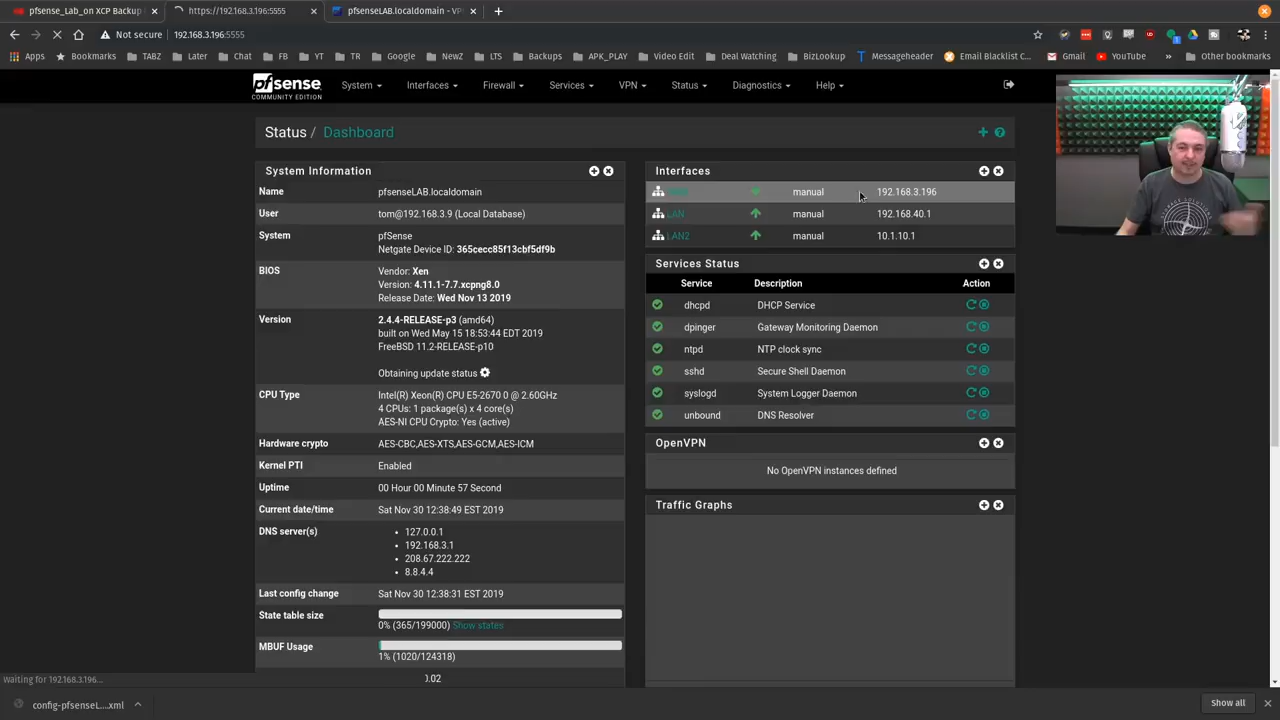 pfsense_Lab_on XCP Backup
https://192.168.3.196:5555
pfsenseLAB.localdomain - VP
Not secure
192.168.3.196:5555
Apps
Bookmarks
TABZ
Later
Chat
FB
YT
TR
Google
NewZ
LTS
Backups
APK_PLAY
Video Edit
Deal Watching
BizLookup
Messageheader
Email Blacklist C...
Gmail
YouTube
»
Other bookmarks
pfsense
COMMUNITY EDITION
System
Interfaces
Firewall
Services
VPN
Status
Diagnostics
Help
Status / Dashboard
System Information
Name pfsenseLAB.localdomain
User tom@192.168.3.9 (Local Database)
System pfSense
Netgate Device ID: 365cecc85f13cbf5df9b
BIOS Vendor: Xen
Version: 4.11.1-7.7.xcpng8.0
Release Date: Wed Nov 13 2019
Version 2.4.4-RELEASE-p3 (amd64)
built on Wed May 15 18:53:44 EDT 2019
FreeBSD 11.2-RELEASE-p10
Obtaining update status
CPU Type Intel(R) Xeon(R) CPU E5-2670 0 @ 2.60GHz
4 CPUs: 1 package(s) x 4 core(s)
AES-NI CPU Crypto: Yes (active)
Hardware crypto AES-CBC,AES-XTS,AES-GCM,AES-ICM
Kernel PTI Enabled
Uptime 00 Hour 00 Minute 57 Second
Current date/time Sat Nov 30 12:38:49 EST 2019
DNS server(s) • 127.0.0.1
• 192.168.3.1
• 208.67.222.222
• 8.8.4.4
Last config change Sat Nov 30 12:38:31 EST 2019
State table size
0% (365/199000) Show states
MBUF Usage
1% (1020/124318)
0.02
Interfaces
manual 192.168.3.196
LAN manual 192.168.40.1
LAN2 manual 10.1.10.1
Services Status
Service Description Action
dhcpd DHCP Service
dpinger Gateway Monitoring Daemon
ntpd NTP clock sync
sshd Secure Shell Daemon
syslogd System Logger Daemon
unbound DNS Resolver
OpenVPN
No OpenVPN instances defined
Traffic Graphs
Waiting for 192.168.3.196...
config-pfsenseL....xml
Show all